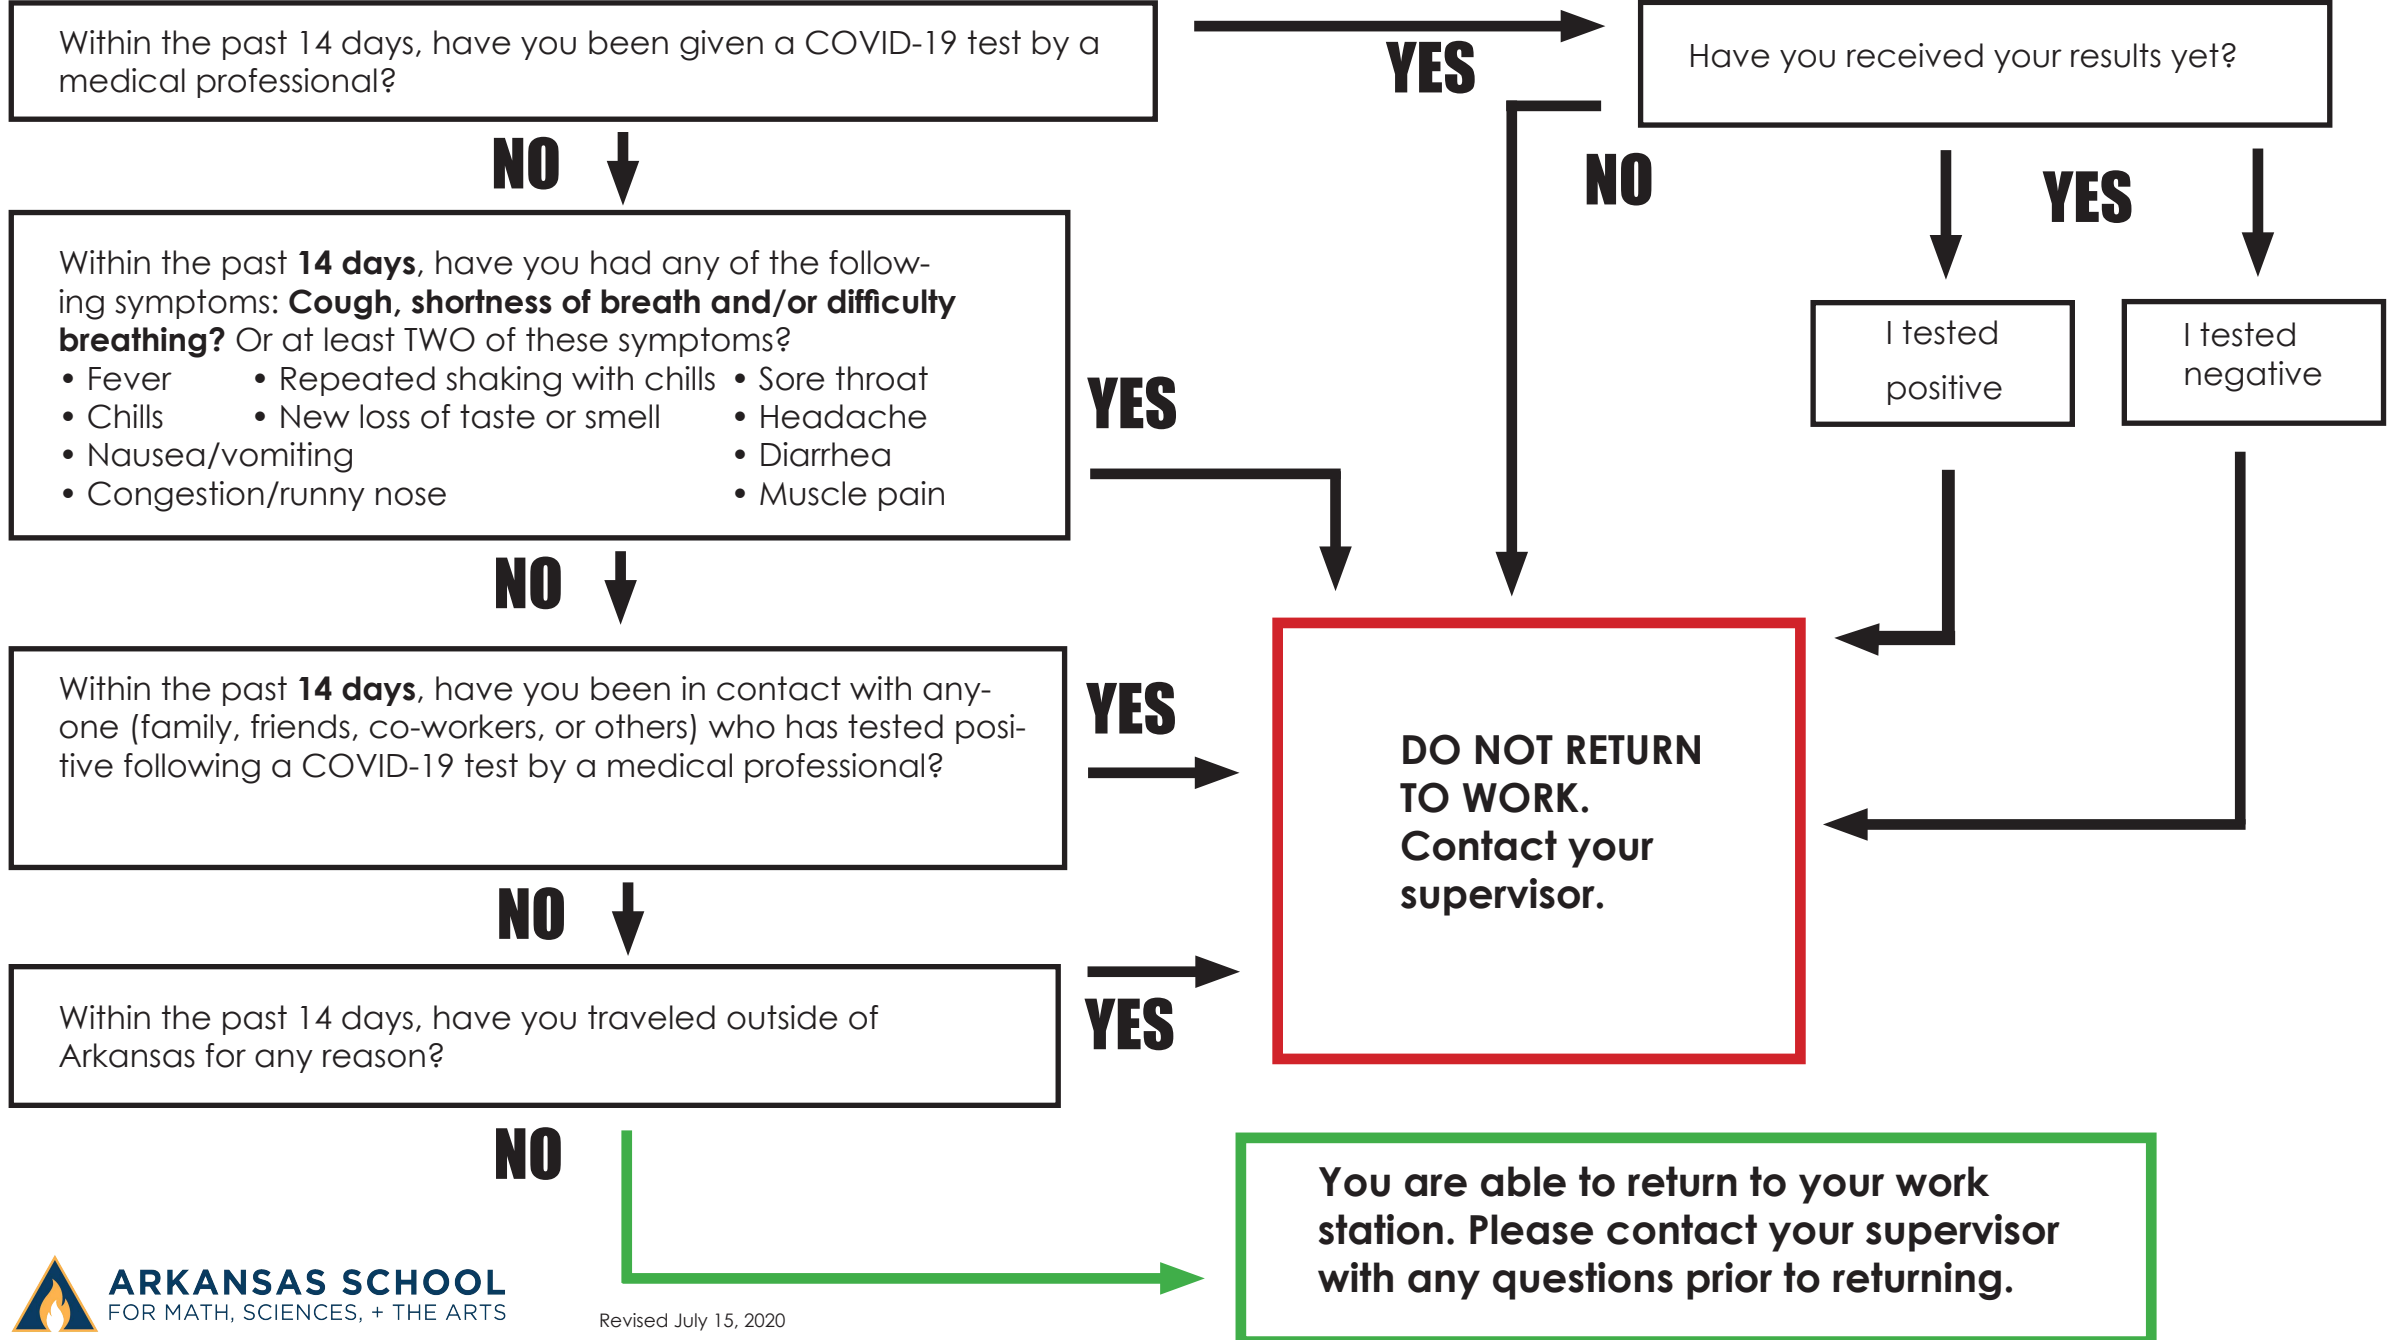 Within the past 14 days, have you been given a COVID-19 test by a
medical professional?
YES
Have you received your results yet?
NO
NO
YES
Within the past 14 days, have you had any of the follow-
ing symptoms: Cough, shortness of breath and/or difficulty
breathing? Or at least TWO of these symptoms?
• Fever • Repeated shaking with chills • Sore throat
• Chills • New loss of taste or smell • Headache
• Nausea/vomiting • Diarrhea
• Congestion/runny nose • Muscle pain
YES
I tested
positive
I tested
negative
NO
Within the past 14 days, have you been in contact with any-
one (family, friends, co-workers, or others) who has tested posi-
tive following a COVID-19 test by a medical professional?
YES
DO NOT RETURN
TO WORK.
Contact your
supervisor.
NO
Within the past 14 days, have you traveled outside of
Arkansas for any reason?
YES
NO
You are able to return to your work
station. Please contact your supervisor
with any questions prior to returning.
ARKANSAS SCHOOL
FOR MATH, SCIENCES, + THE ARTS
Revised July 15, 2020